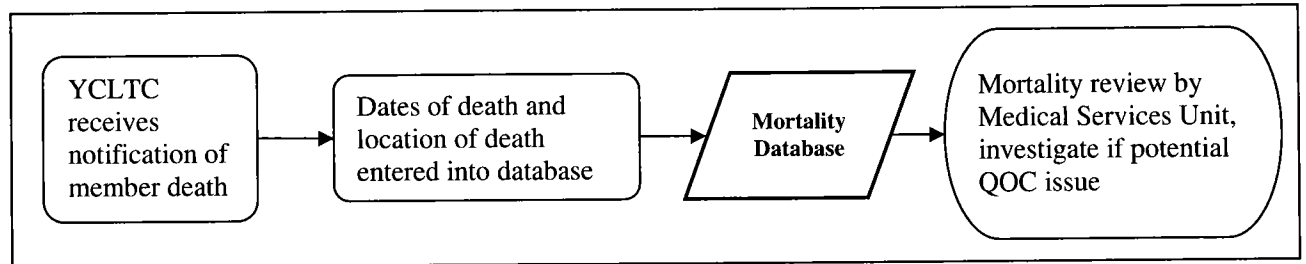 YCLTC
receives
notification of
member death
Dates of death and
location of death
entered into database
Mortality
Database
Mortality review by
Medical Services Unit,
investigate if potential
QOC issue